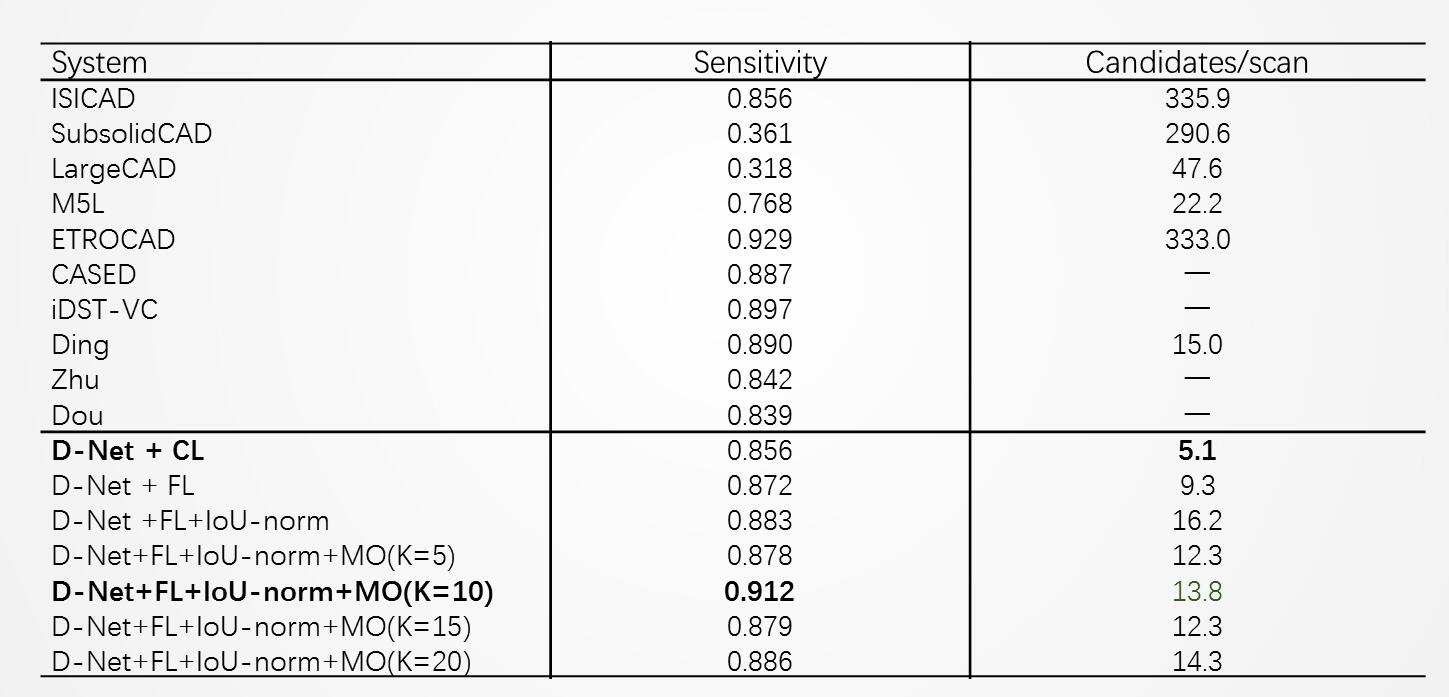 System Sensitivity Candidates/scan
ISICAD 0.856 335.9
SubsolidCAD 0.361 290.6
LargeCAD 0.318 47.6
M5L 0.768 22.2
ETROCAD 0.929 333.0
CASED 0.887 —
iDST-VC 0.897 —
Ding 0.890 15.0
Zhu 0.842 —
Dou 0.839 —
D-Net + CL 0.856 5.1
D-Net + FL 0.872 9.3
D-Net +FL+IoU-norm 0.883 16.2
D-Net+FL+IoU-norm+MO(K=5) 0.878 12.3
D-Net+FL+IoU-norm+MO(K=10) 0.912 13.8
D-Net+FL+IoU-norm+MO(K=15) 0.879 12.3
D-Net+FL+IoU-norm+MO(K=20) 0.886 14.3